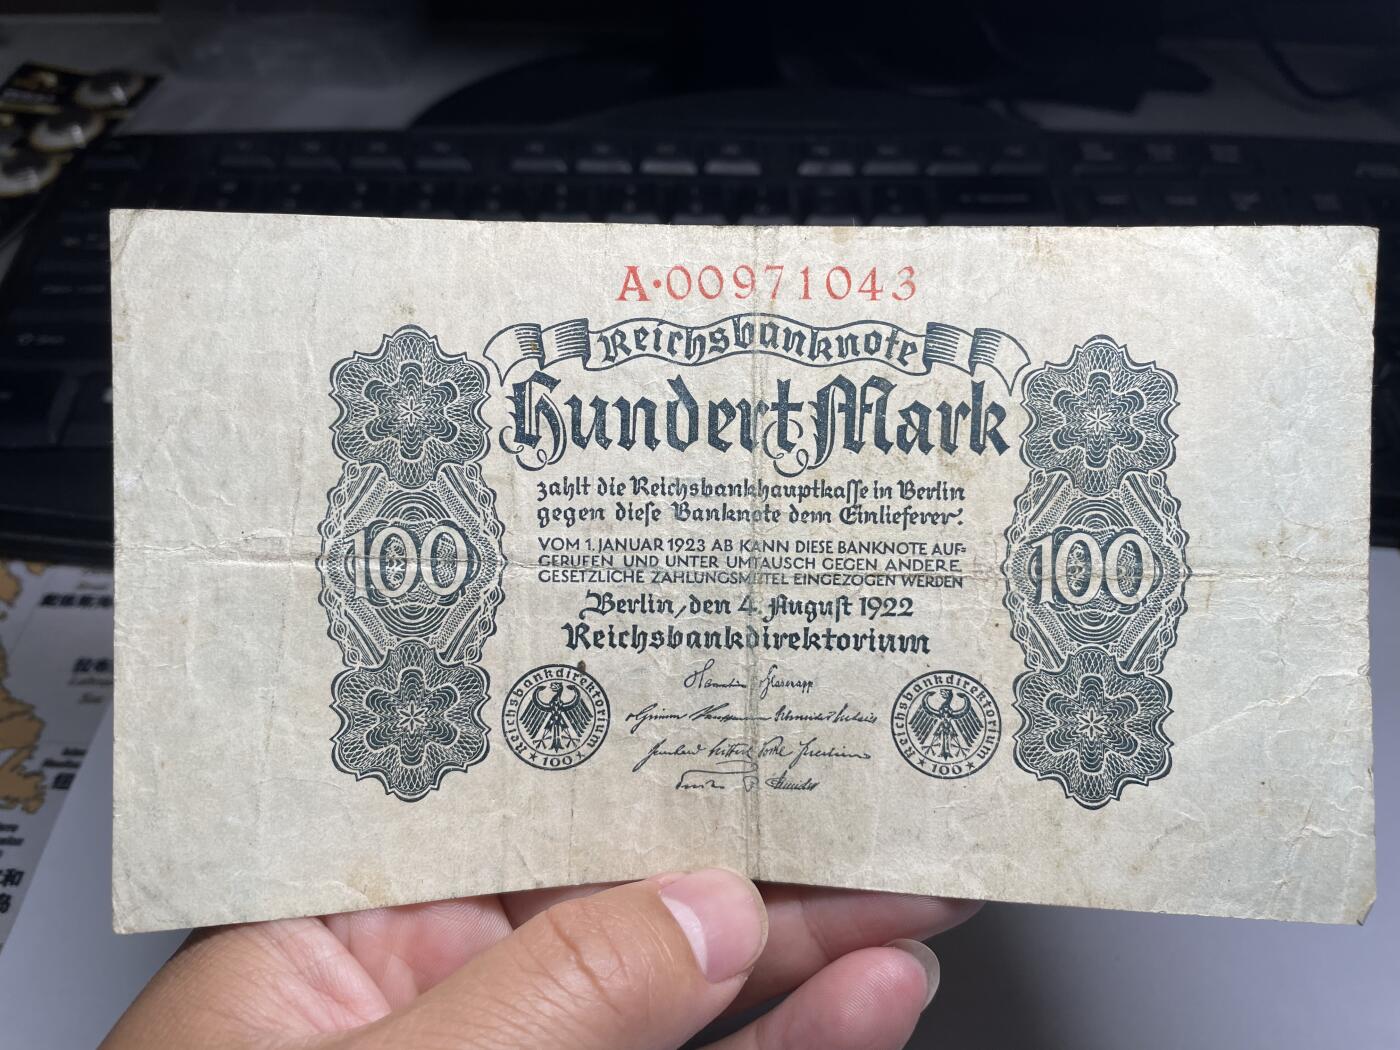 A·00971043
Reichsbanknote
Hundert Mark
zahlt die Reichsbankhauptkasse in Berlin
gegen diese Banknote dem Einlieferer.
VOM 1. JANUAR 1923 AB KANN DIESE BANKNOTE AUF=
GERUFEN UND UNTER UMTAUSCH GEGEN ANDERE
GESETZLICHE ZAHLUNGSMITTEL EINGEZOGEN WERDEN
100
100
Berlin, den 4. August 1922
Reichsbankdirektorium
Reichsbankdirektorium
★100★
Reichsbankdirektorium
★100★